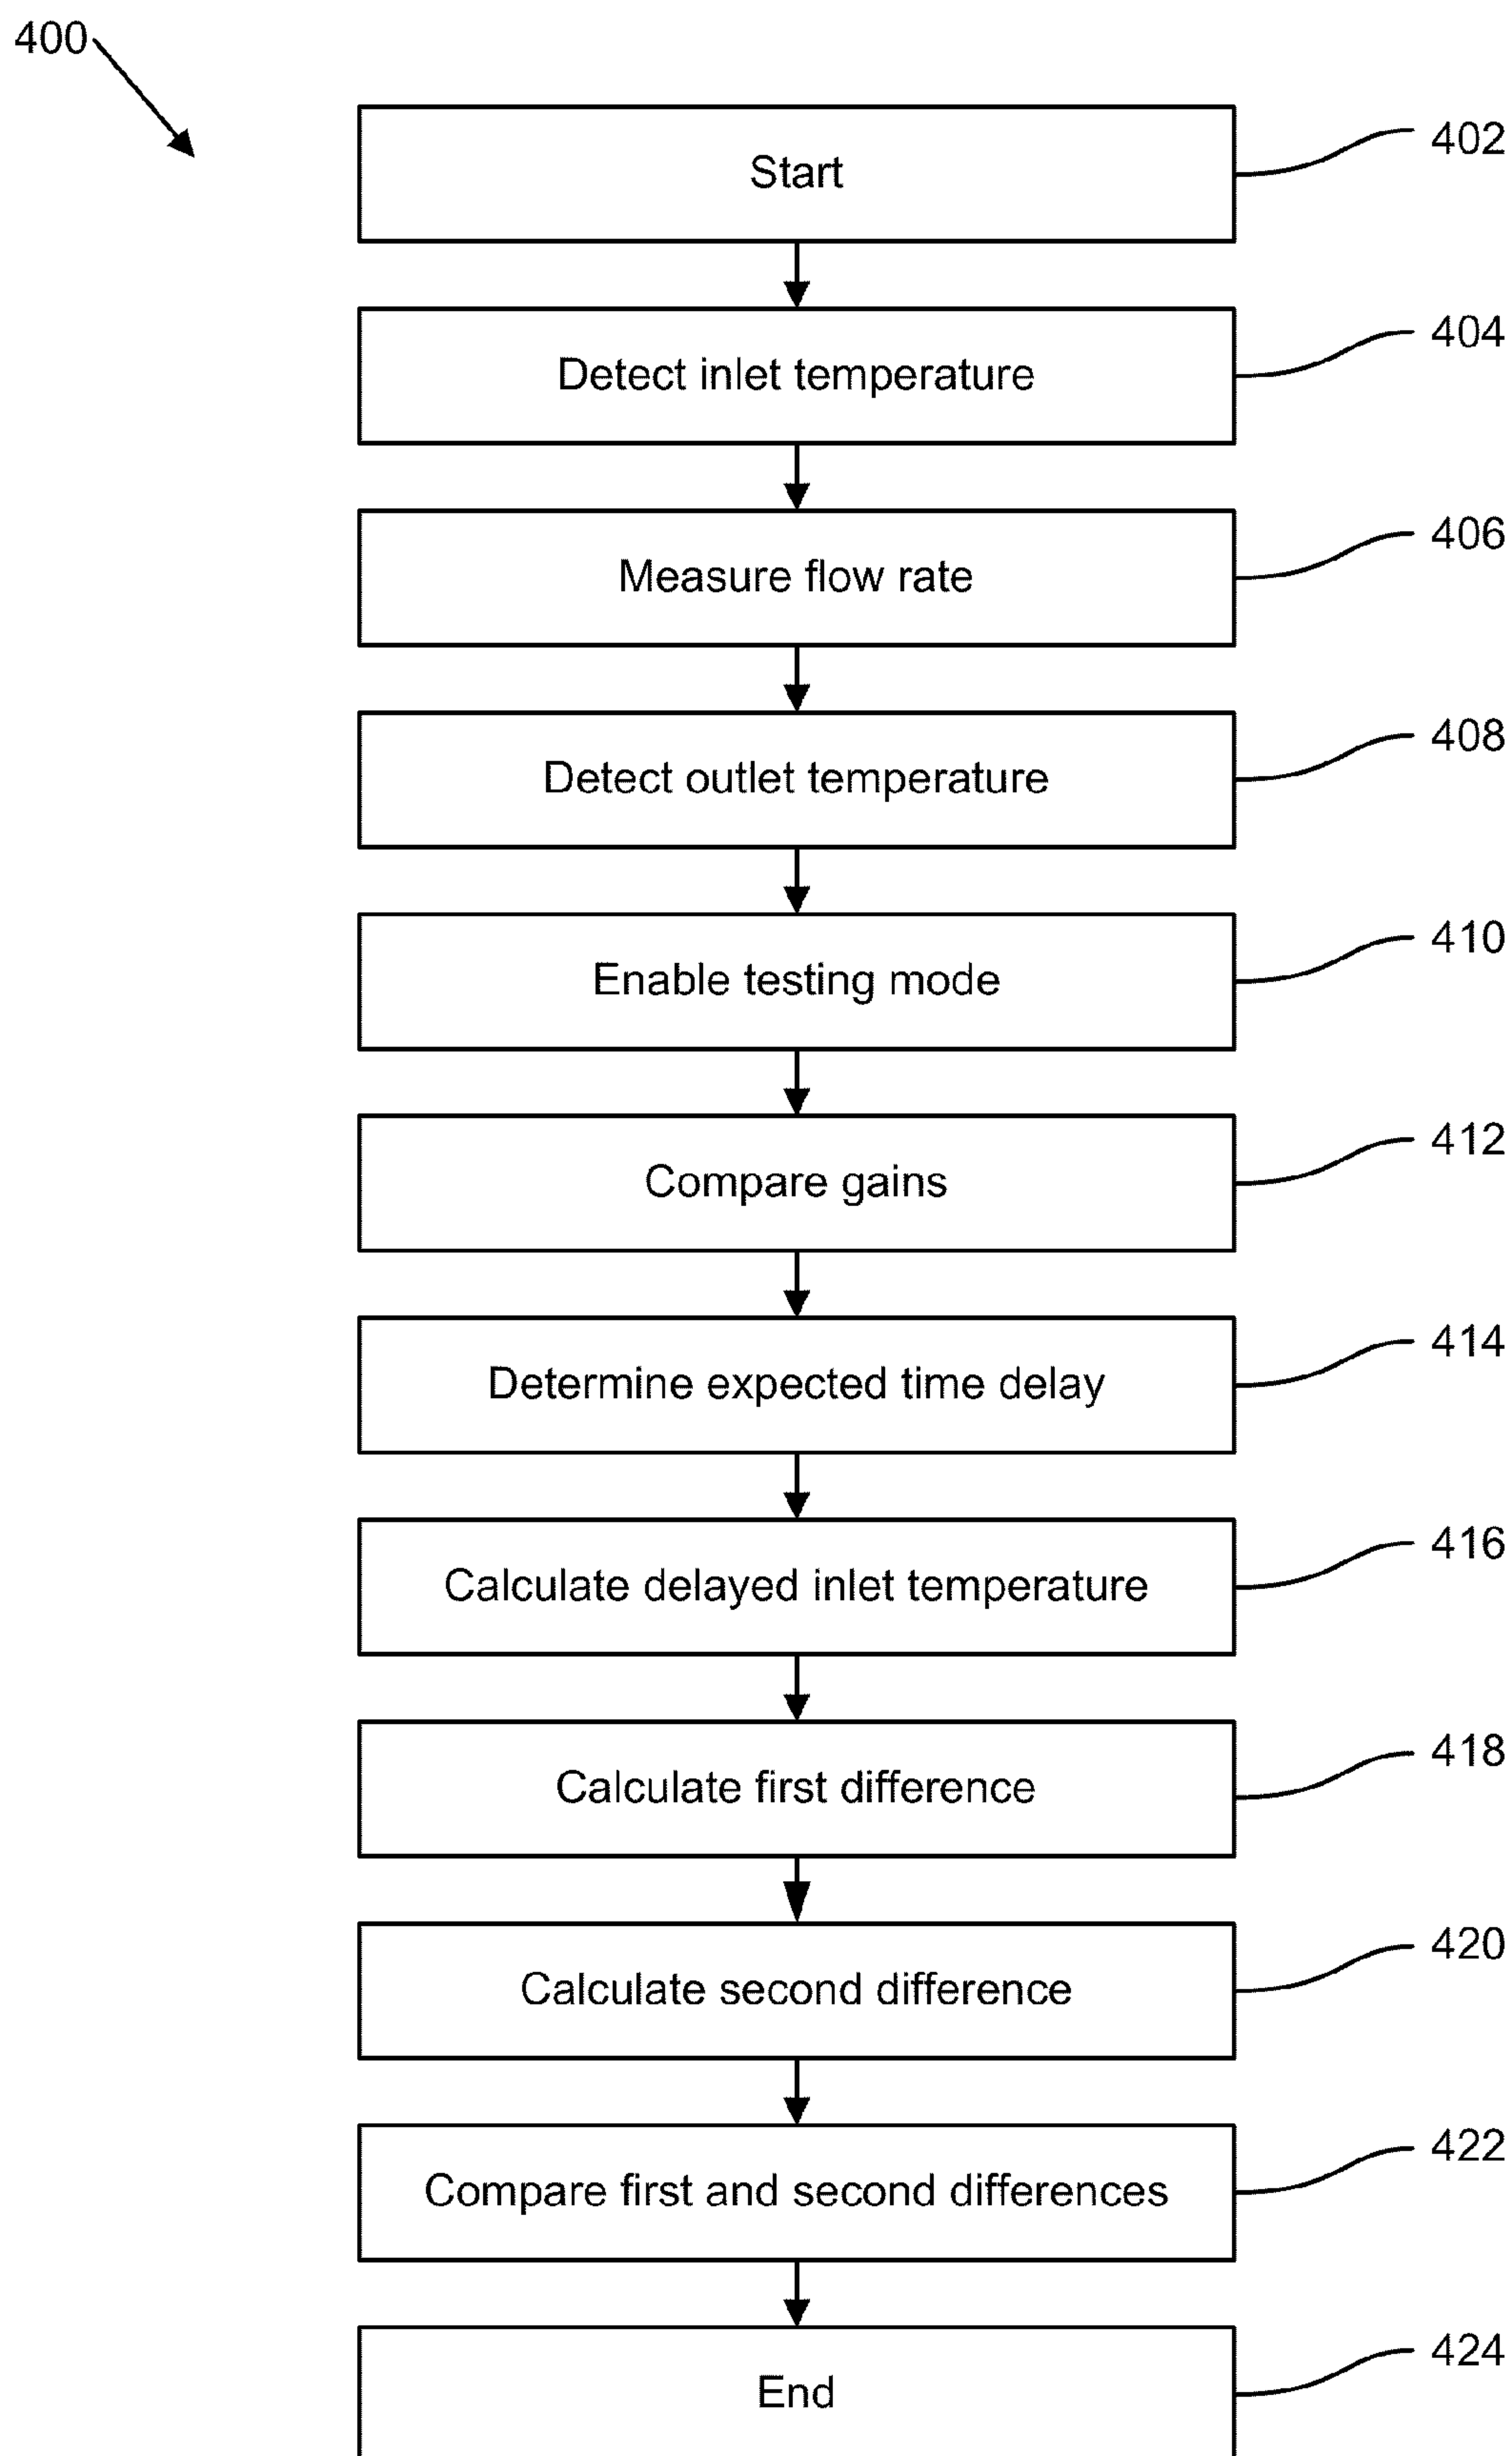 400
Start
402
Detect inlet temperature
404
Measure flow rate
406
Detect outlet temperature
408
Enable testing mode
410
Compare gains
412
Determine expected time delay
414
Calculate delayed inlet temperature
416
Calculate first difference
418
Calculate second difference
420
Compare first and second differences
422
End
424